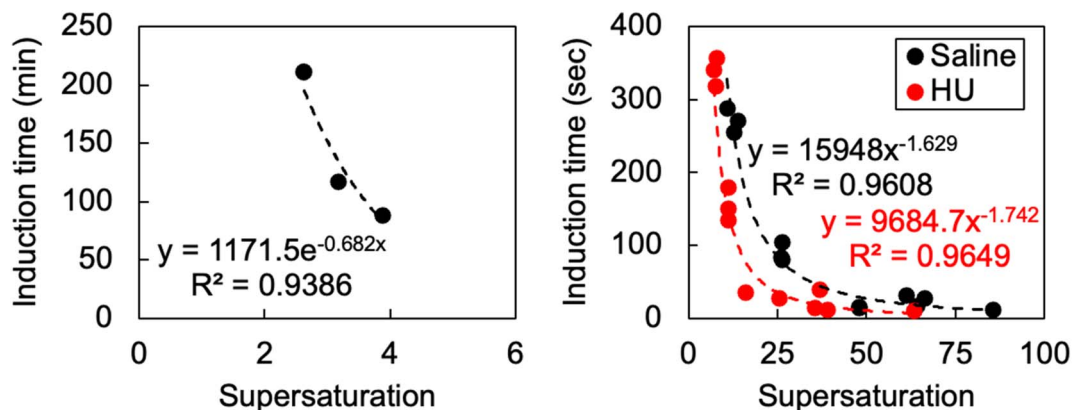 Induction time (min)
250
200
150
100
50
0
y = 1171.5e^-0.682x
R² = 0.9386
0 2 4 6
Supersaturation
Induction time (sec)
400
300
200
100
0
Saline
HU
y = 15948x^-1.629
R² = 0.9608
y = 9684.7x^-1.742
R² = 0.9649
0 25 50 75 100
Supersaturation